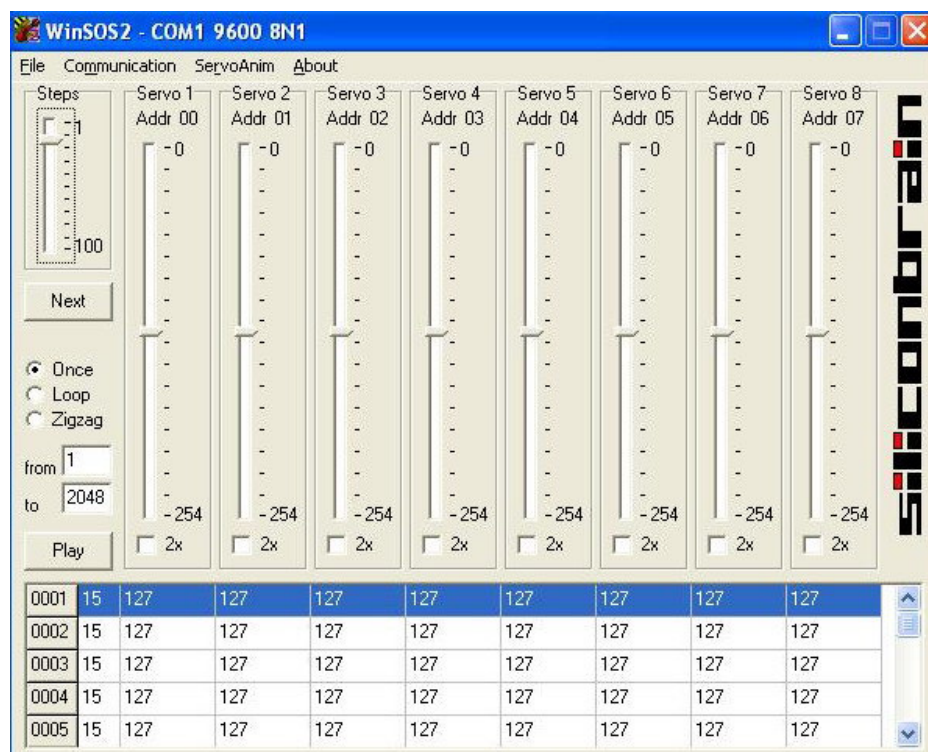 WinSOS2 - COM1 9600 8N1
File Communication ServoAnim About
Steps Servo 1 Servo 2 Servo 3 Servo 4 Servo 5 Servo 6 Servo 7 Servo 8
Addr 00 Addr 01 Addr 02 Addr 03 Addr 04 Addr 05 Addr 06 Addr 07
1
0 0 0 0 0 0 0 0
100
Next
Once
Loop
Zigzag
from 1
to 2048
254 254 254 254 254 254 254 254
Play 2x 2x 2x 2x 2x 2x 2x 2x
siliconbrain
0001 15 127 127 127 127 127 127 127 127
0002 15 127 127 127 127 127 127 127 127
0003 15 127 127 127 127 127 127 127 127
0004 15 127 127 127 127 127 127 127 127
0005 15 127 127 127 127 127 127 127 127